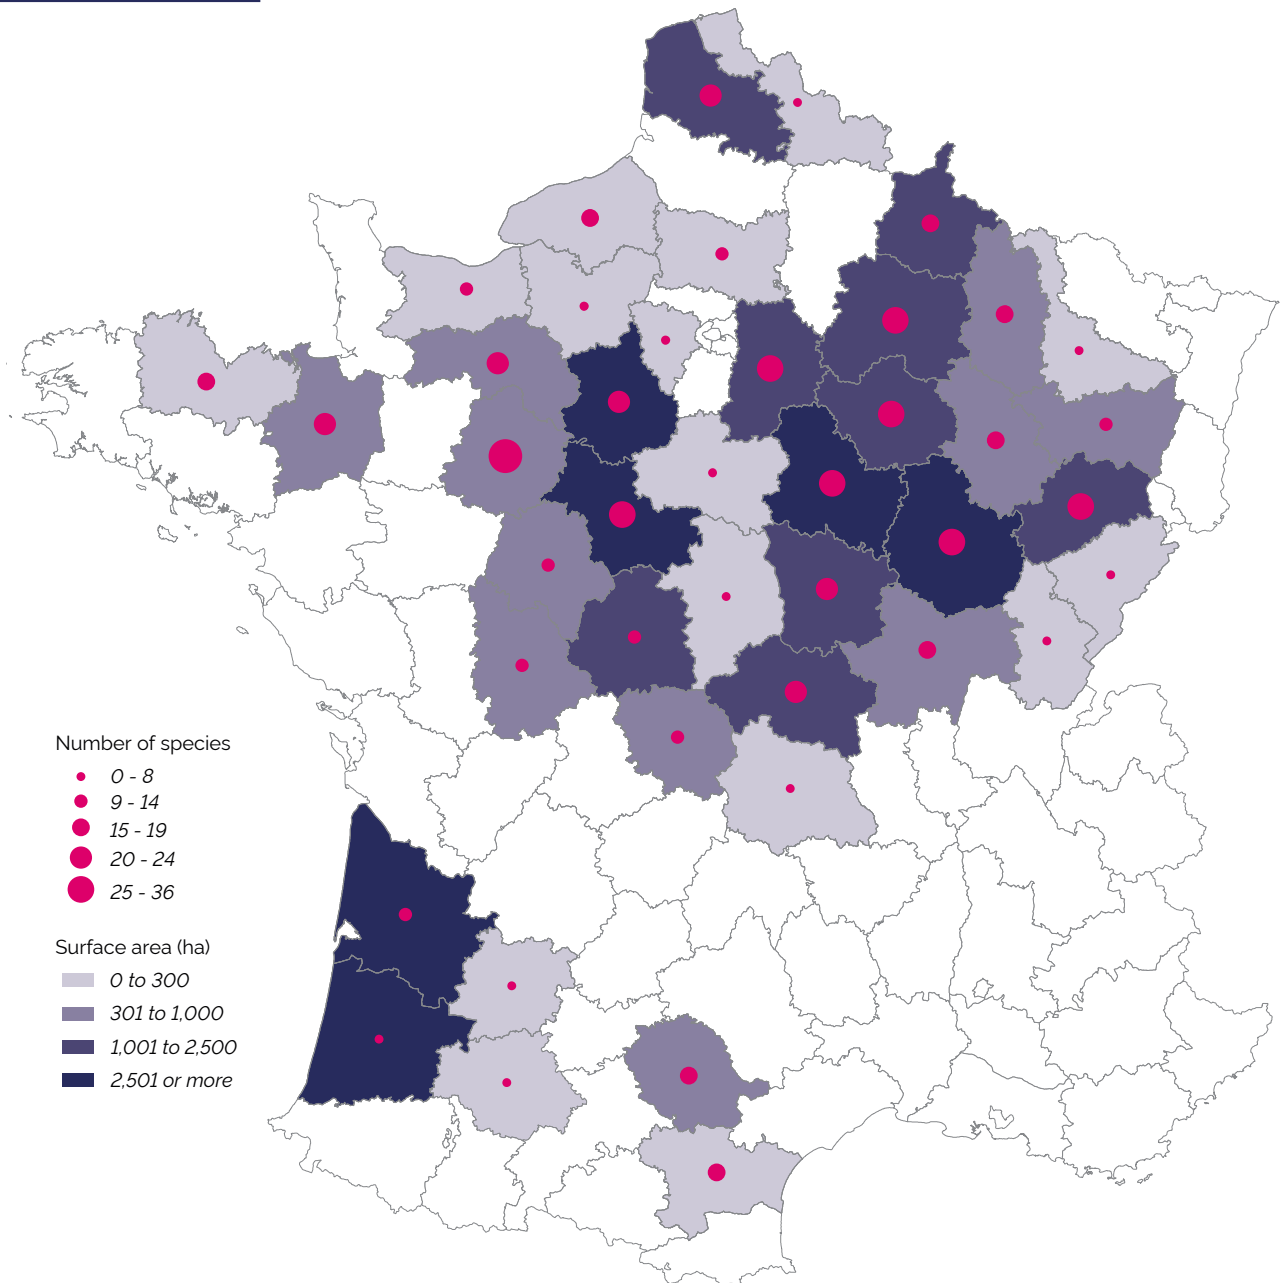 Number of species
0 - 8
9 - 14
15 - 19
20 - 24
25 - 36
Surface area (ha)
0 to 300
301 to 1,000
1,001 to 2,500
2,501 or more